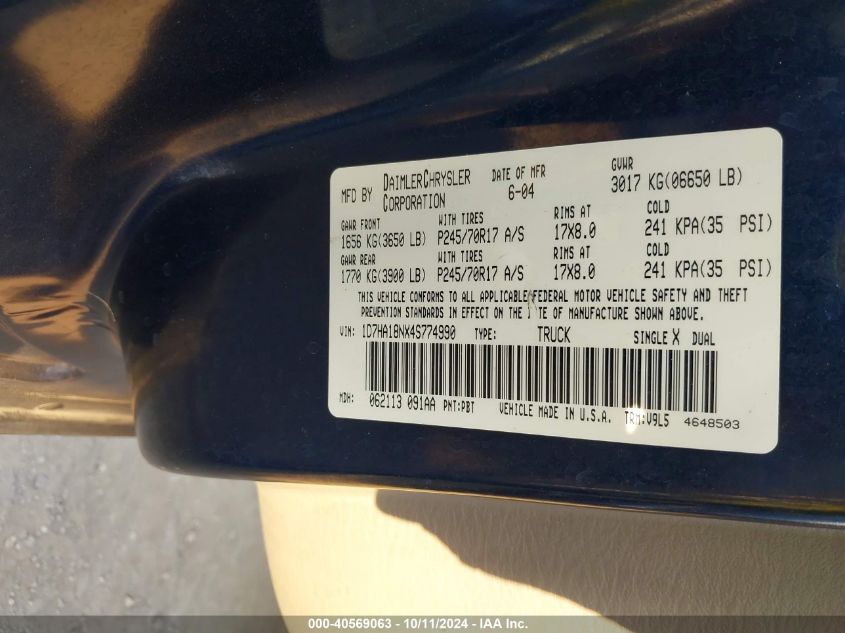 MFD BY DAIMLERCHRYSLER CORPORATION DATE OF MFR 6-04 GVWR 3017 KG(06650 LB)
GAWR FRONT WITH TIRES RIMS AT COLD
1656 KG(3650 LB) P245/70R17 A/S 17X8.0 241 KPA(35 PSI)
GAWR REAR WITH TIRES RIMS AT COLD
1770 KG(3900 LB) P245/70R17 A/S 17X8.0 241 KPA(35 PSI)
THIS VEHICLE CONFORMS TO ALL APPLICABLE FEDERAL MOTOR VEHICLE SAFETY AND THEFT
PREVENTION STANDARDS IN EFFECT ON THE TE OF MANUFACTURE SHOWN ABOVE.
VIN: 1D7HA18NX4S774990 TYPE: TRUCK SINGLE X DUAL
MDH: 062113 091AA PNT:PBT VEHICLE MADE IN U.S.A. TRM:V9L5 4648503
000-40569063 - 10/11/2024 - IAA Inc.